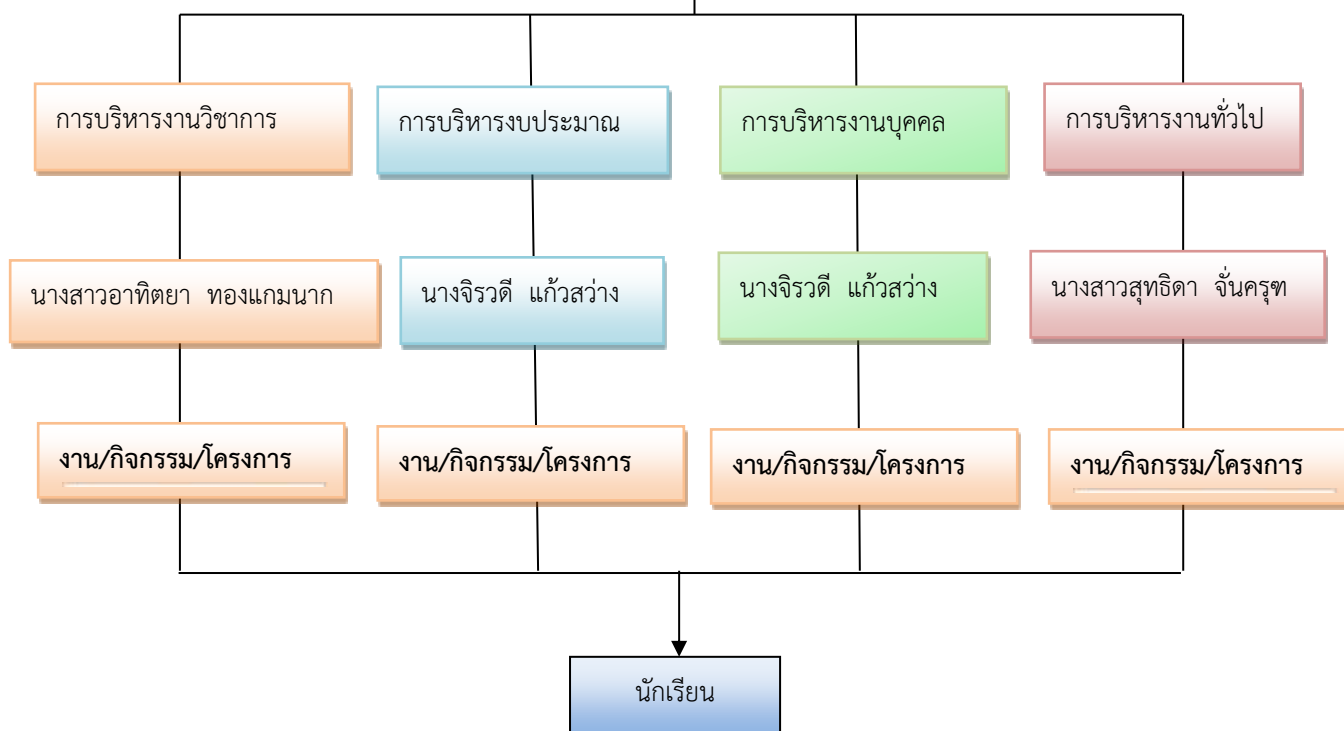 การบริหารงานวิชาการ
การบริหารงบประมาณ
การบริหารงานบุคคล
การบริหารงานทั่วไป
นางสาวอาทิตยา ทองแกมนาก
นางจิรวดี แก้วสว่าง
นางจิรวดี แก้วสว่าง
นางสาวสุทธิดา จั่นครุฑ
งาน/กิจกรรม/โครงการ
งาน/กิจกรรม/โครงการ
งาน/กิจกรรม/โครงการ
งาน/กิจกรรม/โครงการ
นักเรียน